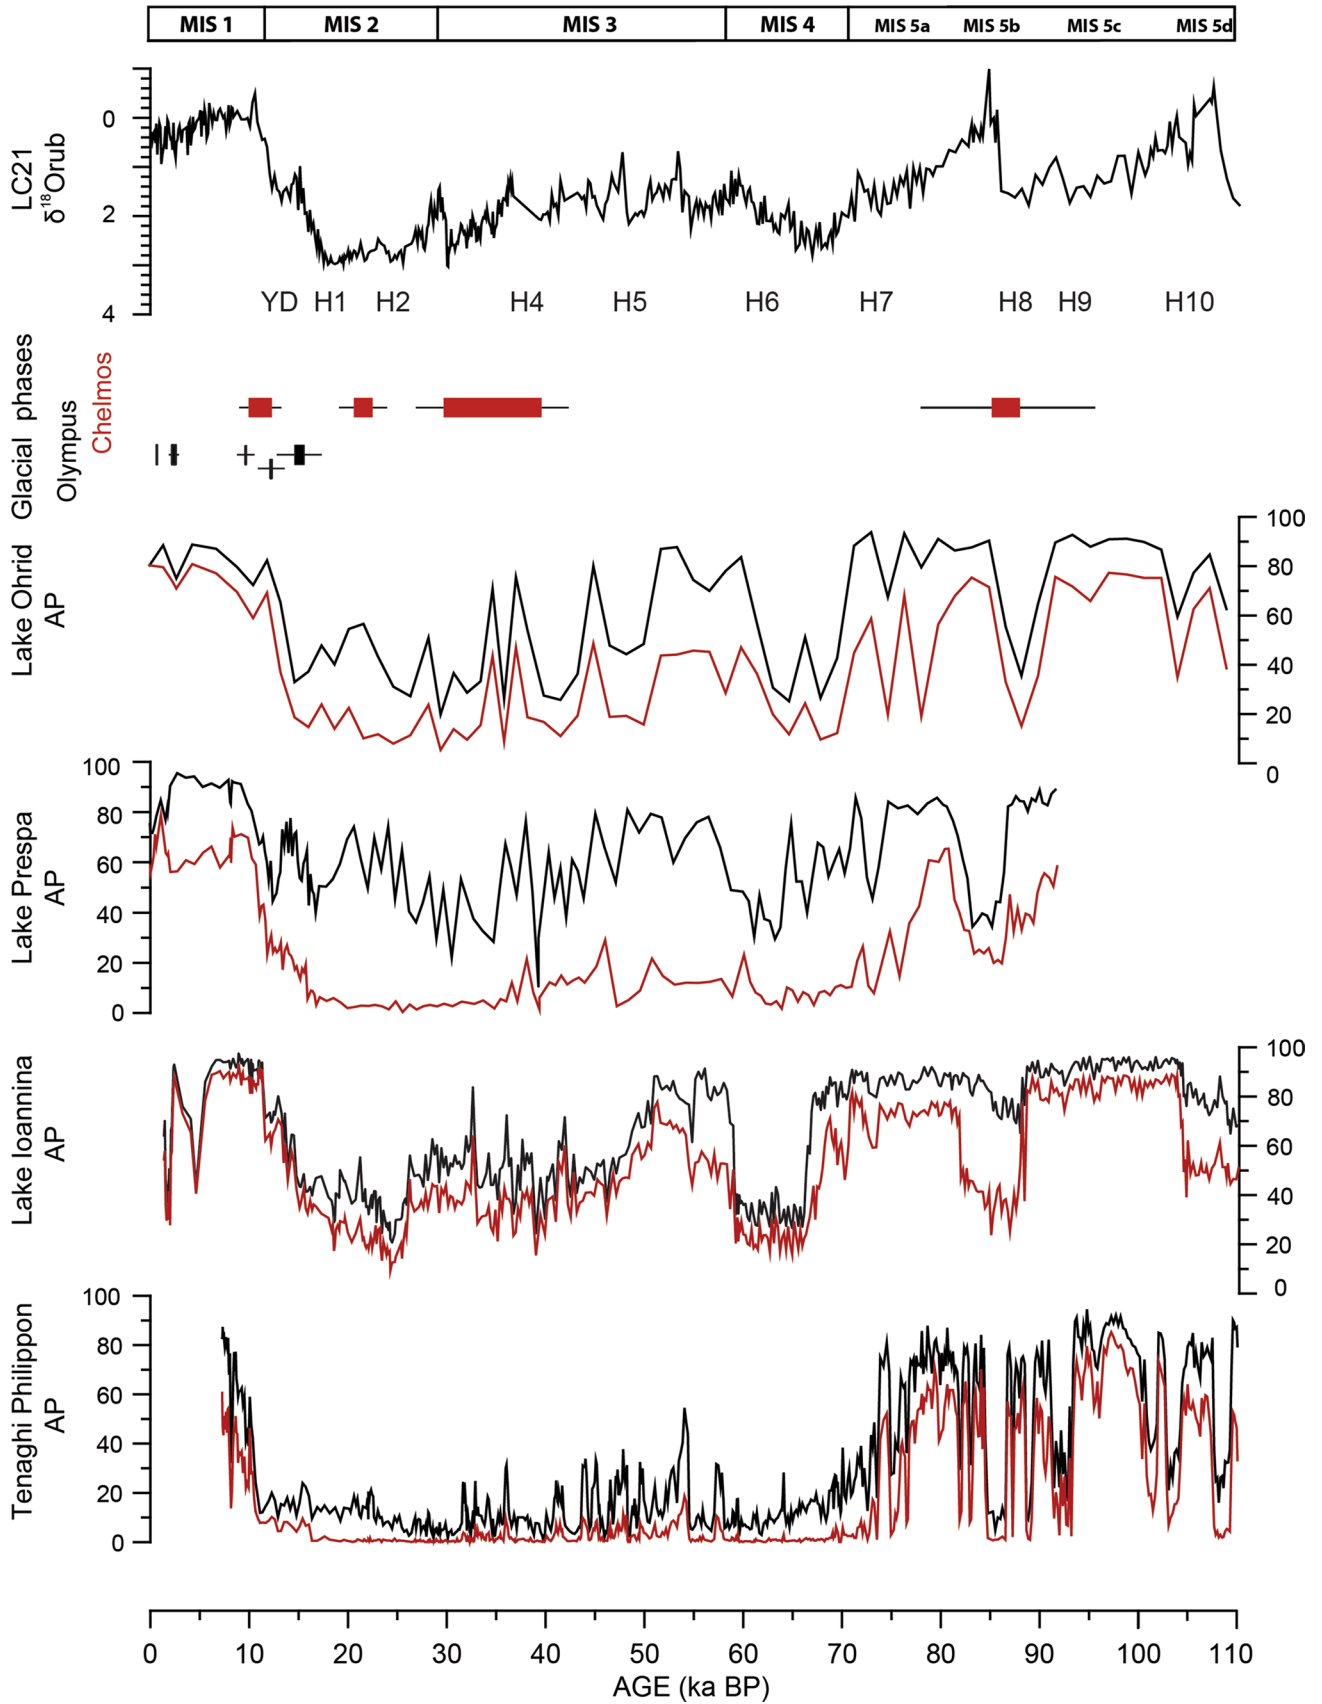 MIS 1 MIS 2 MIS 3 MIS 4 MIS 5a MIS 5b MIS 5c MIS 5d
LC21
δ¹⁸Orub
0
2
4
YD H1 H2 H4 H5 H6 H7 H8 H9 H10
Glacial phases
Olympus
Chelmos
Lake Ohrid
AP
100
80
60
40
20
0
Lake Prespa
AP
100
80
60
40
20
0
Lake Ioannina
AP
100
80
60
40
20
0
Tenaghi Philippon
AP
100
80
60
40
20
0
0 10 20 30 40 50 60 70 80 90 100 110
AGE (ka BP)